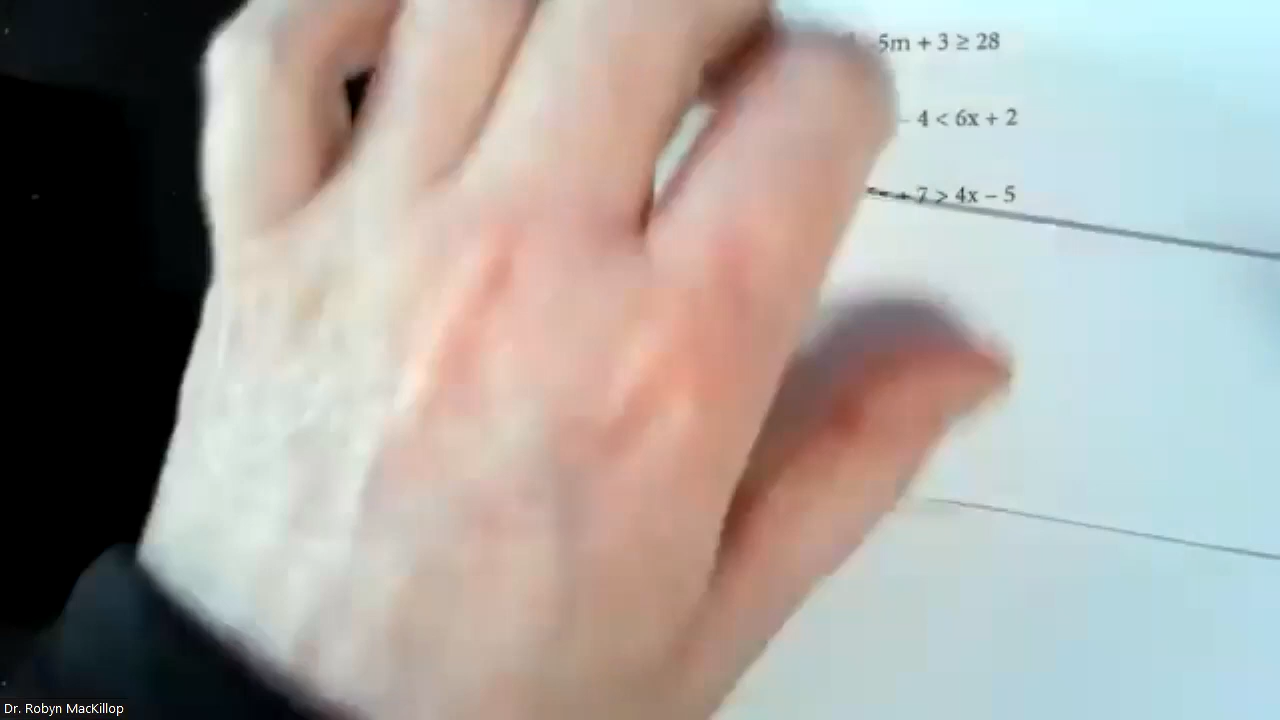 5m + 3 ≥ 28
- 4 < 6x + 2
+ 7 > 4x - 5
Dr. Robyn MacKillop